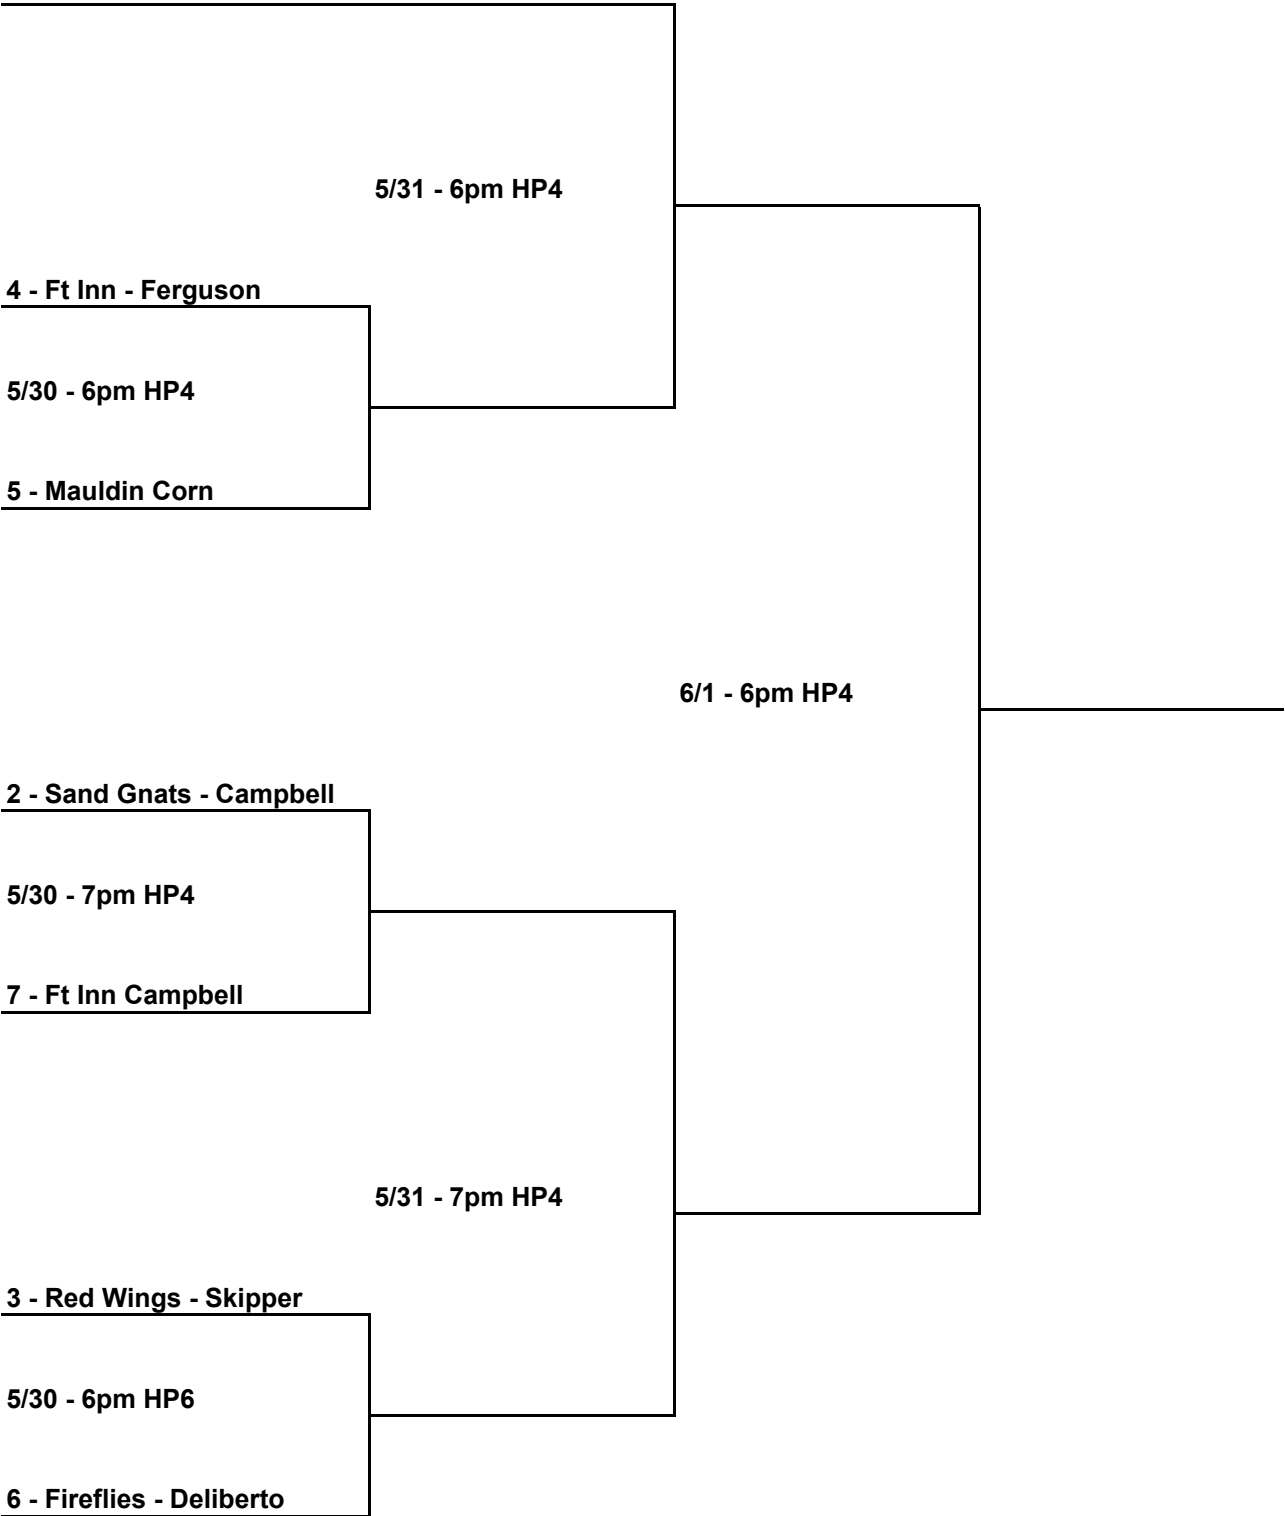 5/31 - 6pm HP4
4 - Ft Inn - Ferguson
5/30 - 6pm HP4
5 - Mauldin Corn
6/1 - 6pm HP4
2 - Sand Gnats - Campbell
5/30 - 7pm HP4
7 - Ft Inn Campbell
5/31 - 7pm HP4
3 - Red Wings - Skipper
5/30 - 6pm HP6
6 - Fireflies - Deliberto